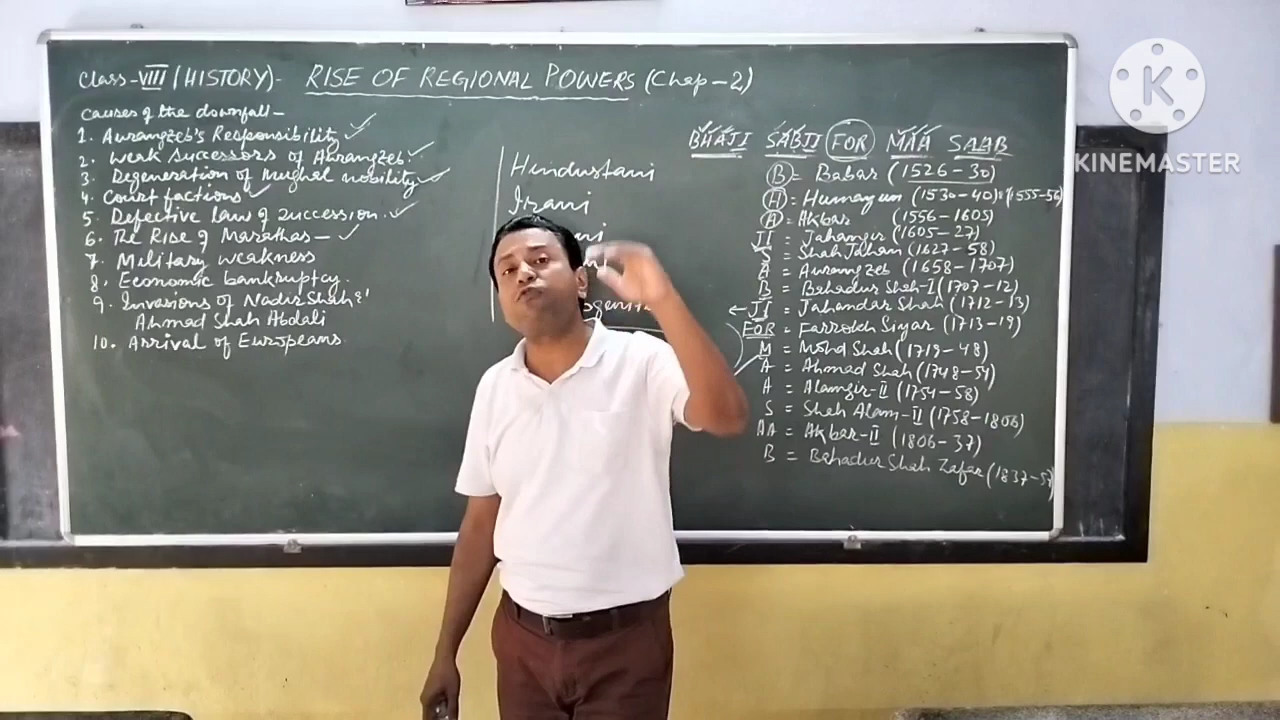 Class-VIII (HISTORY)- RISE OF REGIONAL POWERS (Chap-2)
Causes of the downfall-
1. Aurangzeb's Responsibility
2. Weak successors of Aurangzeb.
3. Degeneration of Mughal nobility
4. Court factions
5. Defective law of succession.
6. The Rise of Marathas-
7. Military weakness
8. Economic bankruptcy.
9. Invasions of Nadir Shah &
Ahmad Shah Abdali
10. Arrival of Europeans
Hindustani
Irani
BHAJI SABJI FOR MAA SAAB
B = Babar (1526-30)
H = Humayun (1530-40) & (1555-56)
A = Akbar (1556-1605)
JI = Jahangir (1605-27)
S = Shah Jahan (1627-58)
A = Aurangzeb (1658-1707)
B = Bahadur Shah-I (1707-12)
JI = Jahandar Shah (1712-13)
FOR = Farrokh Siyar (1713-19)
M = Mohd Shah (1719-48)
A = Ahmad Shah (1748-54)
A = Alamgir-II (1754-58)
S = Shah Alam-II (1758-1806)
AA = Akbar-II (1806-37)
B = Bahadur Shah Zafar (1837-57)
K
KINEMASTER